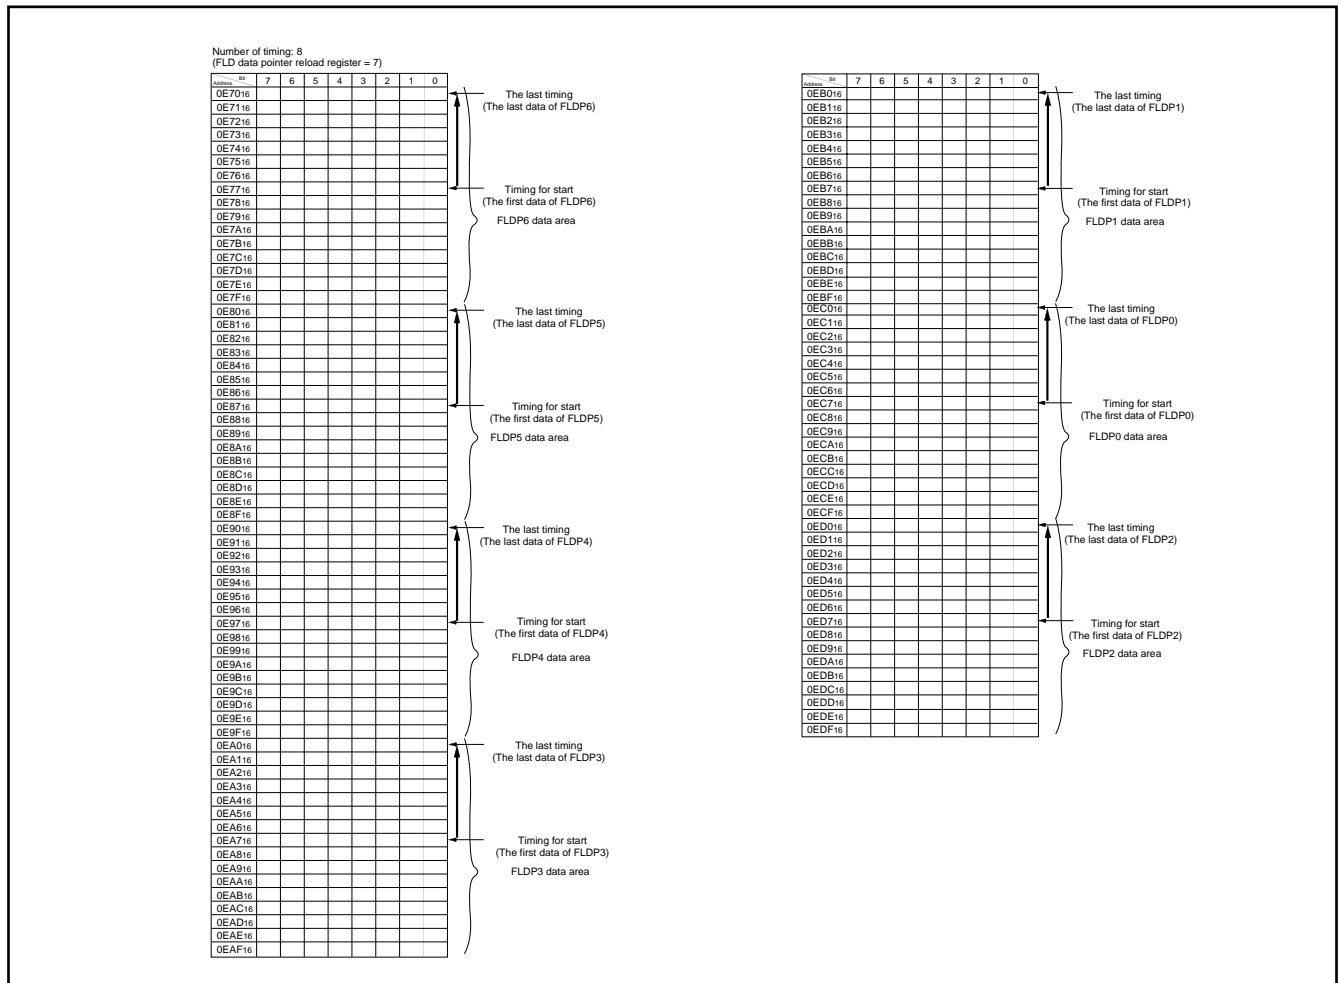 Number of timing: 8
(FLD data pointer reload register = 7)
Bit
Address
7 6 5 4 3 2 1 0
0E7016
0E7116
0E7216
0E7316
0E7416
0E7516
0E7616
0E7716
0E7816
0E7916
0E7A16
0E7B16
0E7C16
0E7D16
0E7E16
0E7F16
0E8016
0E8116
0E8216
0E8316
0E8416
0E8516
0E8616
0E8716
0E8816
0E8916
0E8A16
0E8B16
0E8C16
0E8D16
0E8E16
0E8F16
0E9016
0E9116
0E9216
0E9316
0E9416
0E9516
0E9616
0E9716
0E9816
0E9916
0E9A16
0E9B16
0E9C16
0E9D16
0E9E16
0E9F16
0EA016
0EA116
0EA216
0EA316
0EA416
0EA516
0EA616
0EA716
0EA816
0EA916
0EAA16
0EAB16
0EAC16
0EAD16
0EAE16
0EAF16
The last timing
(The last data of FLDP6)
Timing for start
(The first data of FLDP6)
FLDP6 data area
The last timing
(The last data of FLDP5)
Timing for start
(The first data of FLDP5)
FLDP5 data area
The last timing
(The last data of FLDP4)
Timing for start
(The first data of FLDP4)
FLDP4 data area
The last timing
(The last data of FLDP3)
Timing for start
(The first data of FLDP3)
FLDP3 data area
Bit
Address
7 6 5 4 3 2 1 0
0EB016
0EB116
0EB216
0EB316
0EB416
0EB516
0EB616
0EB716
0EB816
0EB916
0EBA16
0EBB16
0EBC16
0EBD16
0EBE16
0EBF16
0EC016
0EC116
0EC216
0EC316
0EC416
0EC516
0EC616
0EC716
0EC816
0EC916
0ECA16
0ECB16
0ECC16
0ECD16
0ECE16
0ECF16
0ED016
0ED116
0ED216
0ED316
0ED416
0ED516
0ED616
0ED716
0ED816
0ED916
0EDA16
0EDB16
0EDC16
0EDD16
0EDE16
0EDF16
The last timing
(The last data of FLDP1)
Timing for start
(The first data of FLDP1)
FLDP1 data area
The last timing
(The last data of FLDP0)
Timing for start
(The first data of FLDP0)
FLDP0 data area
The last timing
(The last data of FLDP2)
Timing for start
(The first data of FLDP2)
FLDP2 data area